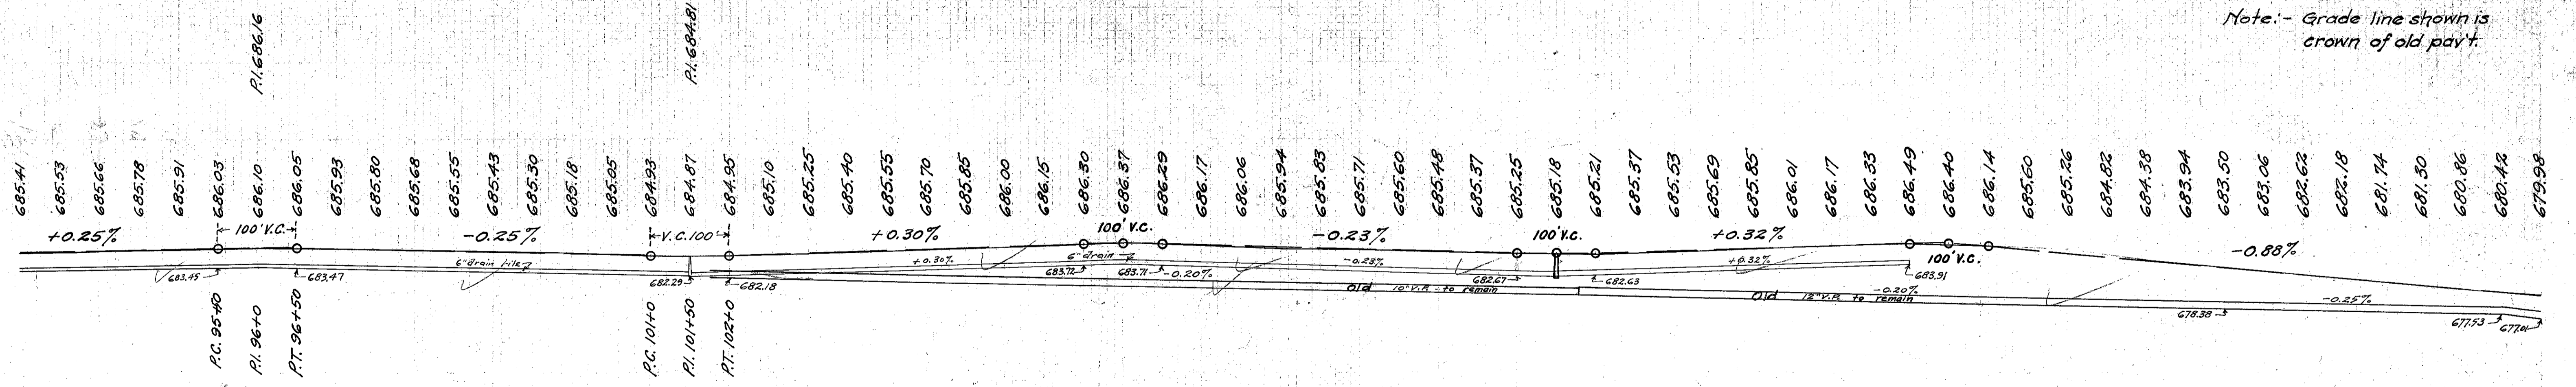 P.I. 686.16
P.I. 684.81
Note:- Grade line shown is
crown of old pav't.
685.41 685.53 685.66 685.78 685.91 686.03 686.10 686.05 685.93 685.80 685.68 685.55 685.43 685.30 685.18 685.05 684.93 684.87 684.95 685.10 685.25 685.40 685.55 685.70 685.85 686.00 686.15 686.30 686.37 686.29 686.17 686.06 685.94 685.83 685.71 685.60 685.48 685.37 685.25 685.18 685.21 685.37 685.53 685.69 685.85 686.01 686.17 686.33 686.49 686.40 686.14 685.60 685.26 684.82 684.38 683.94 683.50 683.06 682.62 682.18 681.74 681.30 680.86 680.42 679.98
+0.25% 100' V.C. -0.25% V.C. 100' +0.30% 100' V.C. -0.23% 100' V.C. +0.32% 100' V.C. -0.88%
683.45 683.47 6" drain tile 682.29 682.18 +0.30% 6" drain 683.72 683.71 -0.20% -0.23% 682.67 682.63 +0.32% 683.91
Old 10" V.P. to remain Old 12" V.P. to remain -0.20% 678.38 -0.25% 677.53 677.01
P.C. 95+50
P.I. 96+0
P.T. 96+50
P.C. 101+0
P.I. 101+50
P.T. 102+0